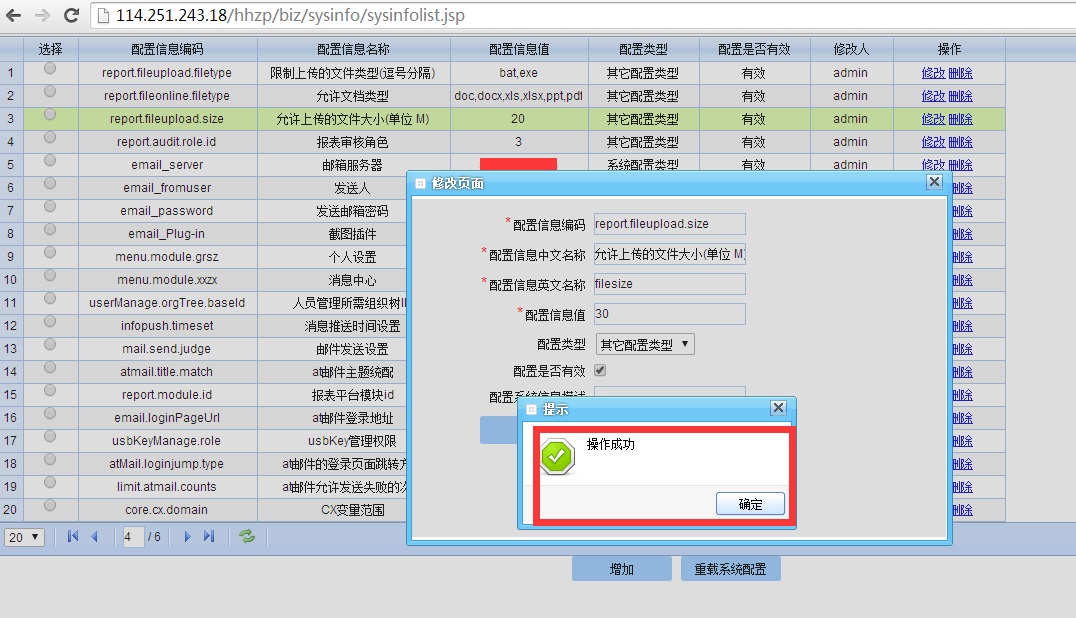 114.251.243.18/hhzp/biz/sysinfo/sysinfolist.jsp
选择 配置信息编码 配置信息名称 配置信息值 配置类型 配置是否有效 修改人 操作
1 report.fileupload.filetype 限制上传的文件类型(逗号分隔) bat,exe 其它配置类型 有效 admin 修改 删除
2 report.fileonline.filetype 允许文档类型 doc,docx,xls,xlsx,ppt,pdf 其它配置类型 有效 admin 修改 删除
3 report.fileupload.size 允许上传的文件大小(单位 M) 20 其它配置类型 有效 admin 修改 删除
4 report.audit.role.id 报表审核角色 3 其它配置类型 有效 admin 修改 删除
5 email_server 邮箱服务器 系统配置类型 有效 admin 修改 删除
6 email_fromuser 发送人 删除
7 email_password 发送邮箱密码 删除
8 email_Plug-in 截图插件 删除
9 menu.module.grsz 个人设置 删除
10 menu.module.xxzx 消息中心 删除
11 userManage.orgTree.baseId 人员管理所需组织树I 删除
12 infopush.timeset 消息推送时间设置 删除
13 mail.send.judge 邮件发送设置 删除
14 atmail.title.match at邮件主题统配 删除
15 report.module.id 报表平台模块id 删除
16 email.loginPageUrl at邮件登录地址 删除
17 usbKeyManage.role usbKey管理权限 删除
18 atMail.loginjump.type at邮件的登录页面跳转方 删除
19 limit.atmail.counts at邮件允许发送失败的次 删除
20 core.cx.domain CX变量范围 删除
修改页面
*配置信息编码 report.fileupload.size
*配置信息中文名称 允许上传的文件大小(单位 M)
*配置信息英文名称 filesize
*配置信息值 30
配置类型 其它配置类型
配置是否有效
配置系统信息描述
提示
操作成功
确定
20 4 / 6
增加 重载系统配置